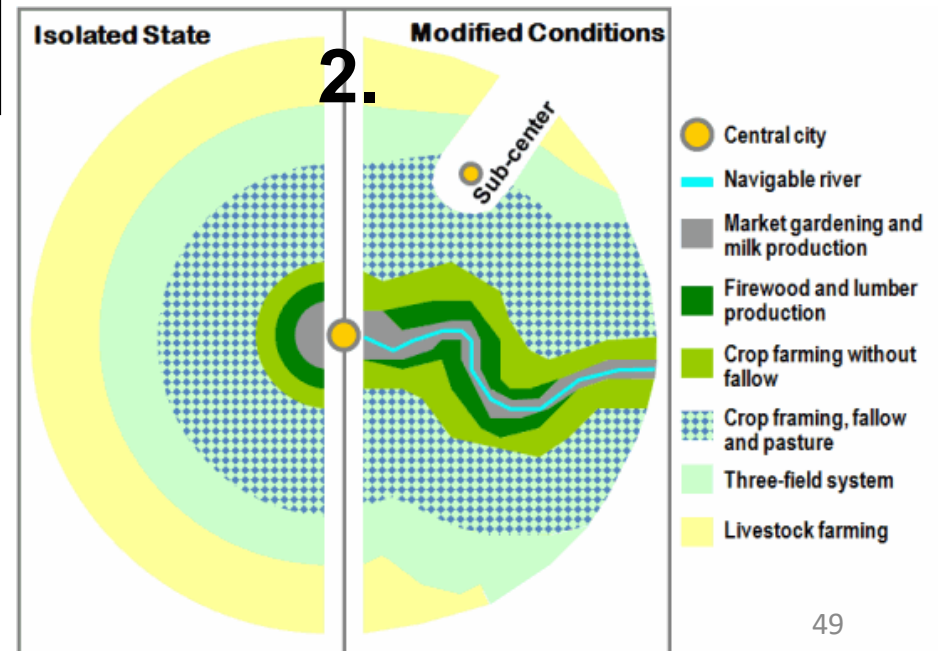 Isolated State
Modified Conditions
2.
Sub-center
Central city
Navigable river
Market gardening and
milk production
Firewood and lumber
production
Crop farming without
fallow
Crop framing, fallow
and pasture
Three-field system
Livestock farming
49